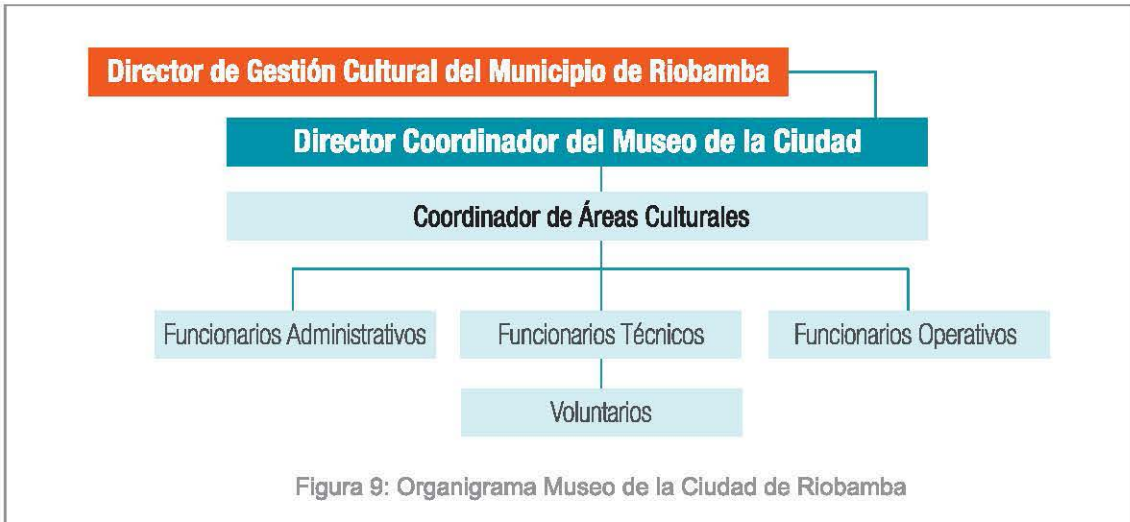 Director de Gestión Cultural del Municipio de Riobamba
Director Coordinador del Museo de la Ciudad
Coordinador de Áreas Culturales
Funcionarios Administrativos
Funcionarios Técnicos
Funcionarios Operativos
Voluntarios
Figura 9: Organigrama Museo de la Ciudad de Riobamba